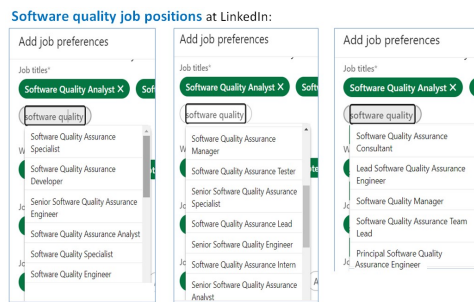 Software quality job positions at LinkedIn:
Add job preferences
Job titles*
Software Quality Analyst X
Sof
software quality
Software Quality Assurance
Specialist
Software Quality Assurance
Developer
Senior Software Quality Assurance
Engineer
Software Quality Assurance Analyst
Software Quality Specialist
Software Quality Engineer
Add job preferences
Job titles*
Software Quality Analyst X
Soft
software quality
Software Quality Assurance
Manager
Software Quality Assurance Tester
Senior Software Quality Assurance
Specialist
Software Quality Assurance Lead
Senior Software Quality Engineer
Software Quality Assurance Intern
Senior Software Quality Assurance
Analyst
Add job preferences
Job titles*
Software Quality Analyst X
software quality
Software Quality Assurance
Consultant
Lead Software Quality Assurance
Engineer
Software Quality Manager
Software Quality Assurance Team
Lead
Principal Software Quality
Assurance Engineer